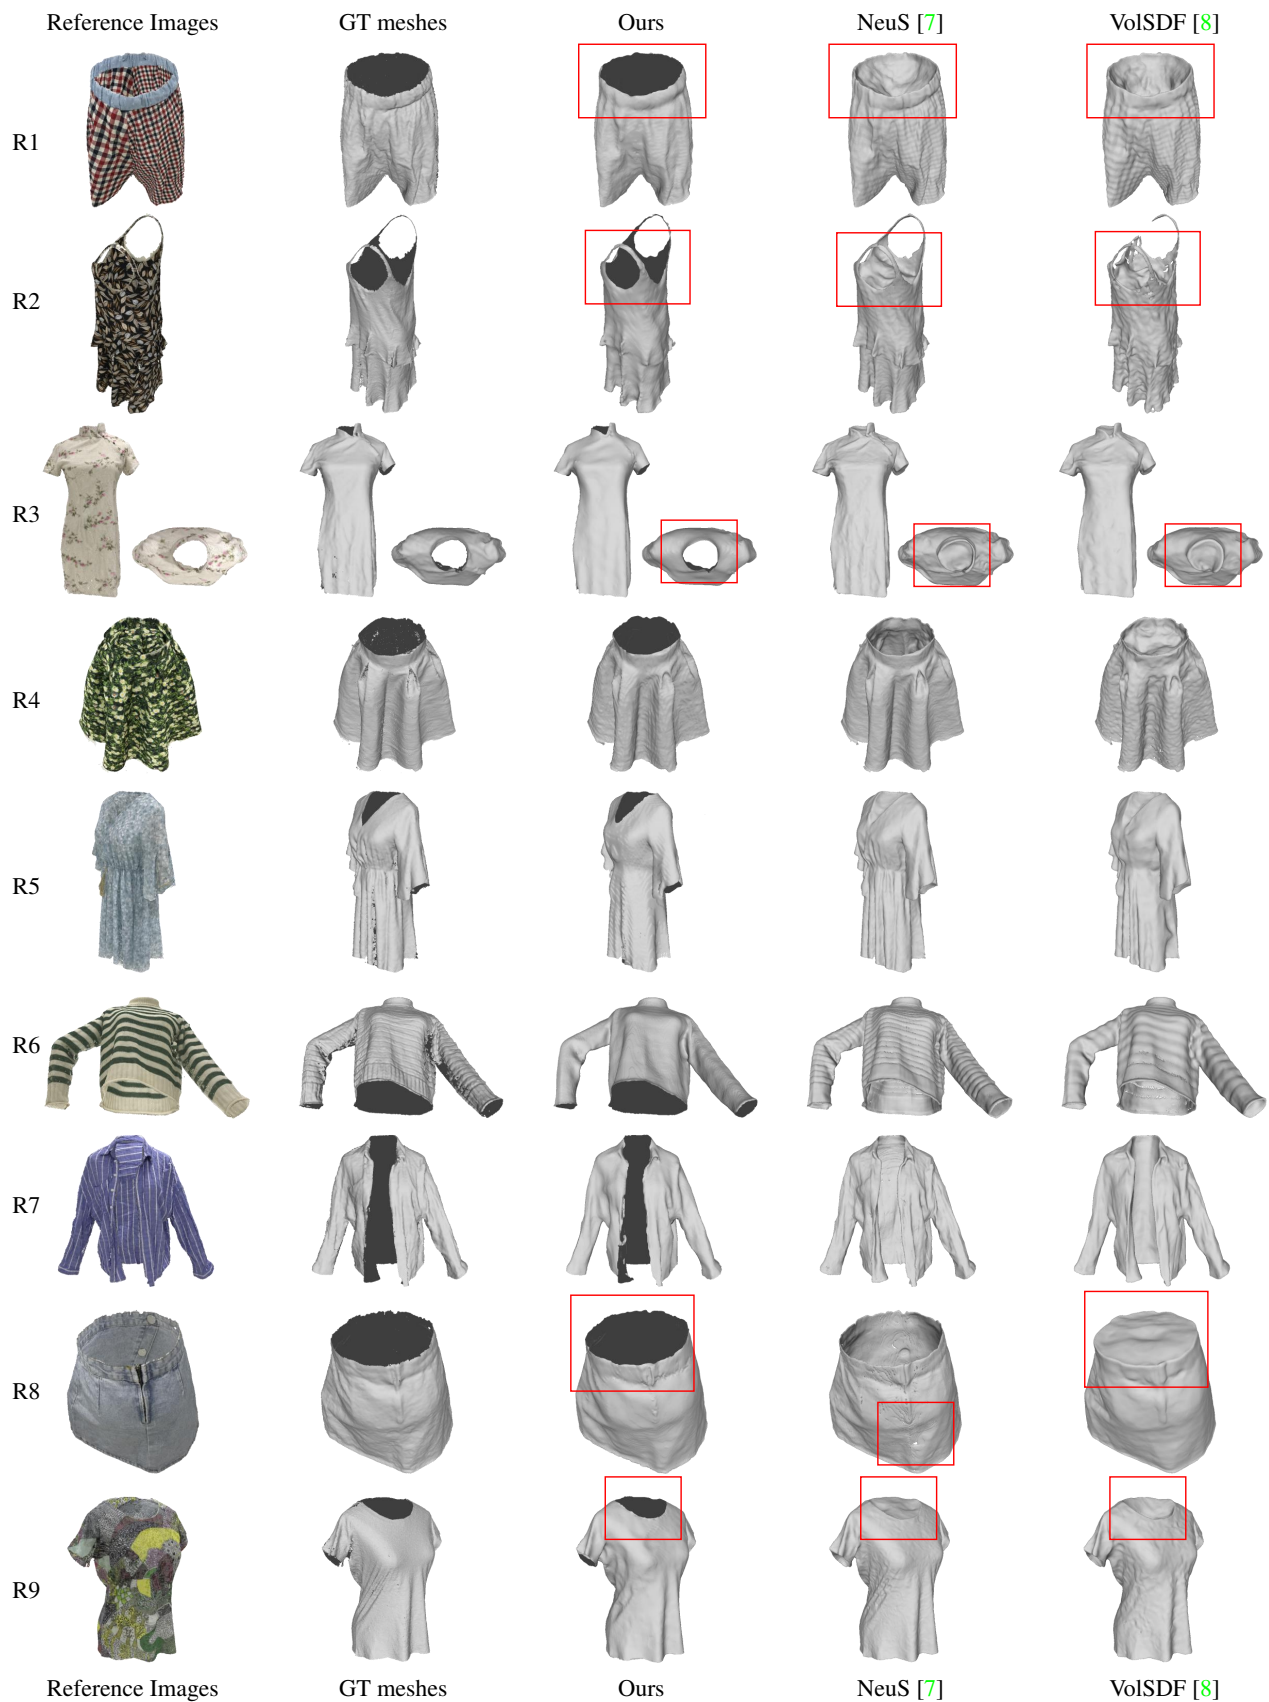 Reference Images GT meshes Ours NeuS [7] VolSDF [8]
R1
R2
R3
R4
R5
R6
R7
R8
R9
Reference Images GT meshes Ours NeuS [7] VolSDF [8]